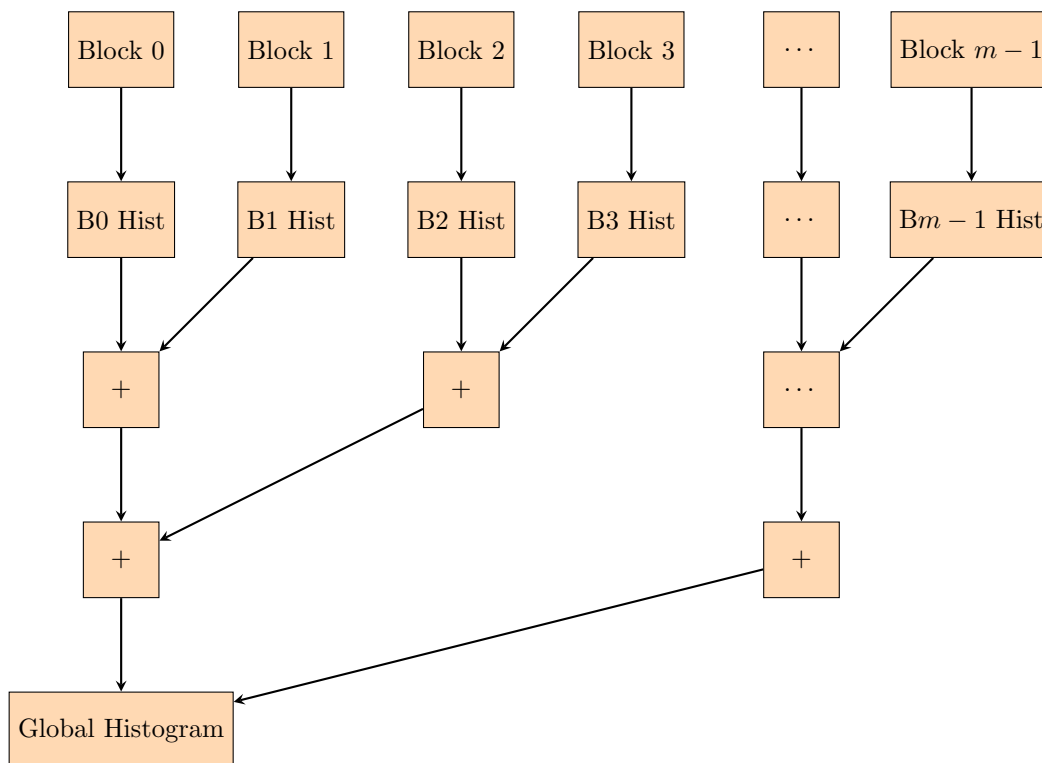 Block 0 Block 1 Block 2 Block 3 ⋯ Block m − 1
B0 Hist B1 Hist B2 Hist B3 Hist ⋯ Bm − 1 Hist
+ + ⋯
+ +
Global Histogram